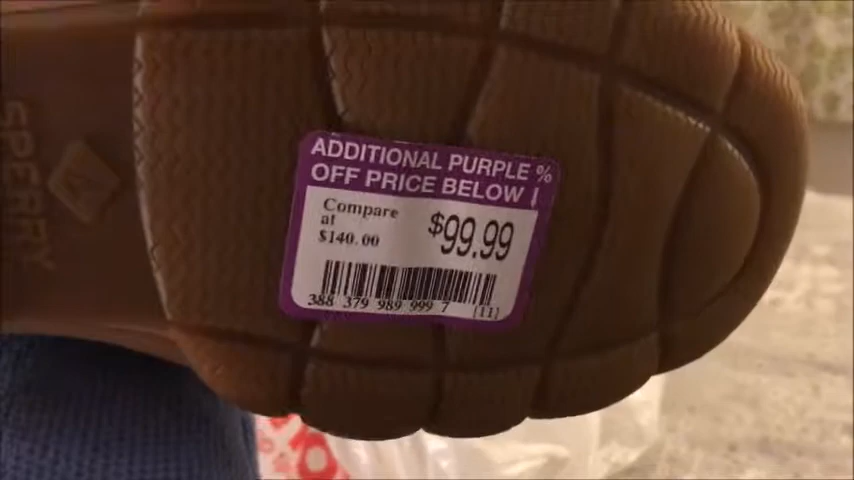 SPERRY
ADDITIONAL PURPLE %
OFF PRICE BELOW
Compare
at
$140.00
$99.99
388 379 989 999 7 [11]